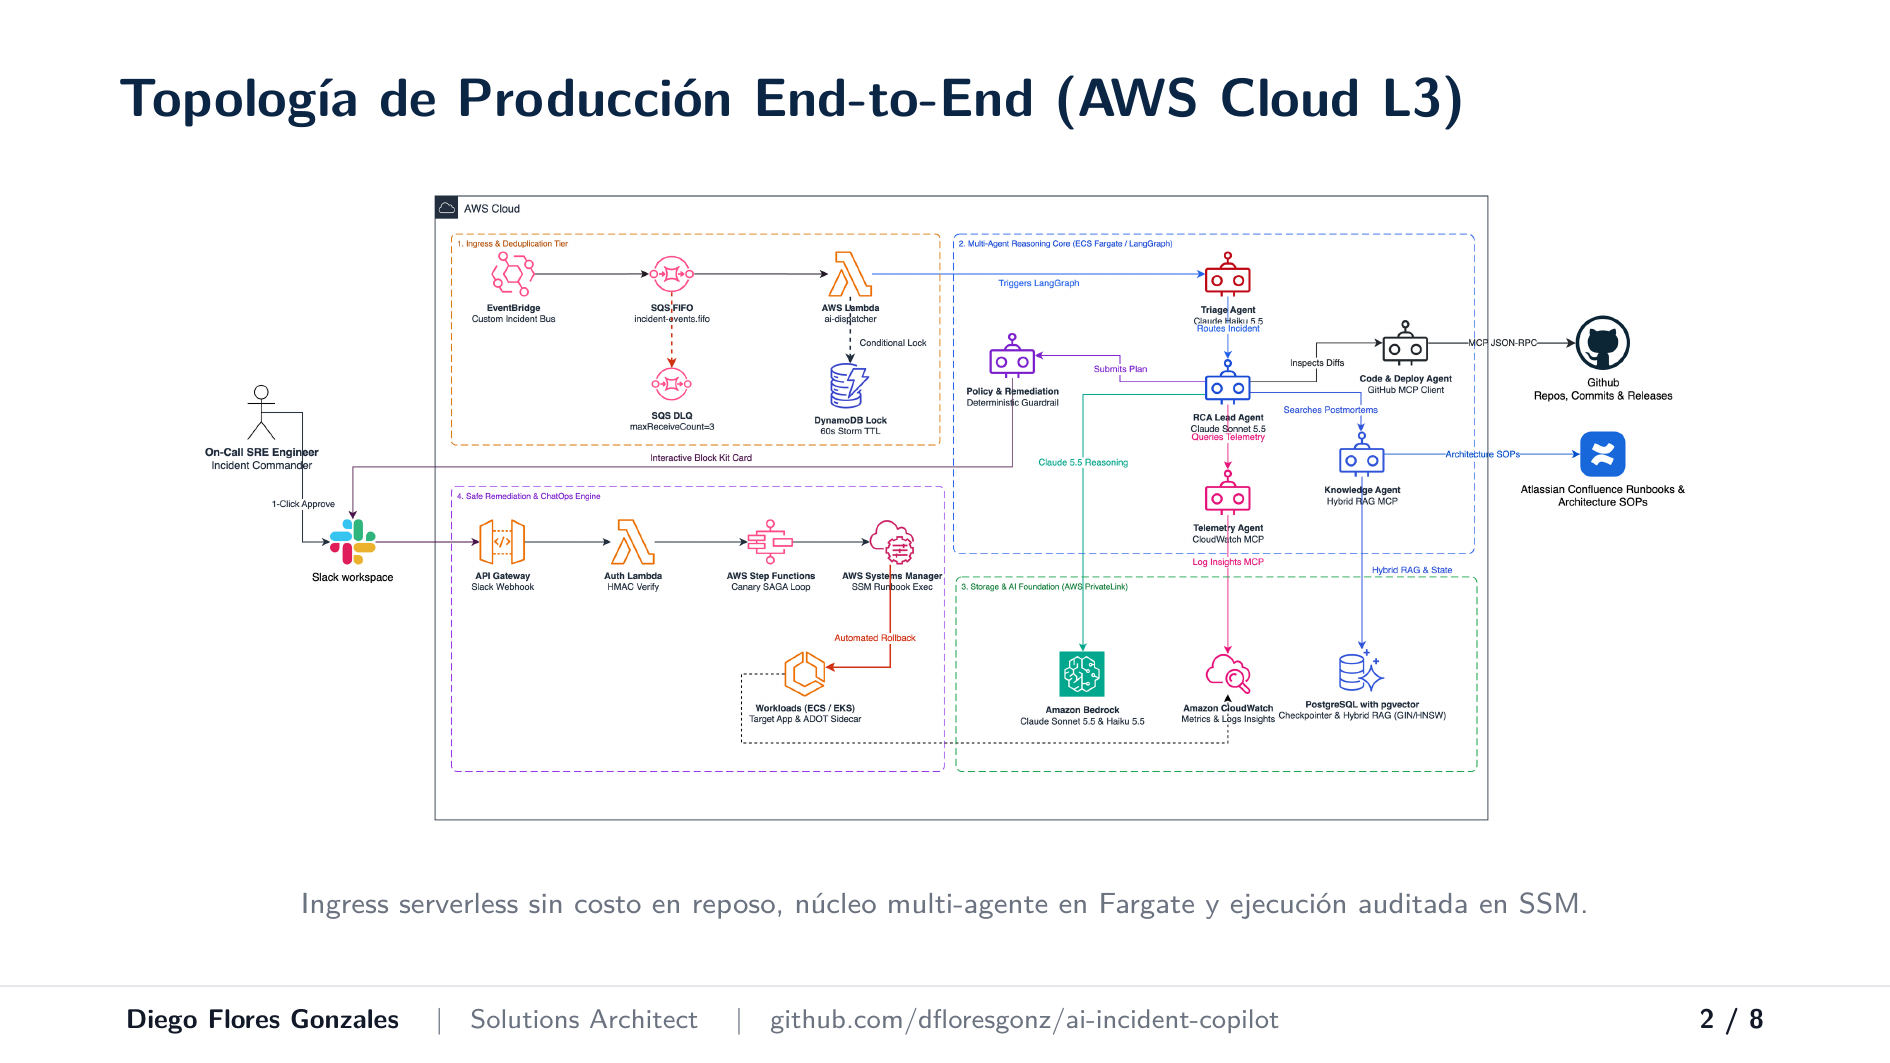 Topología de Producción End-to-End (AWS Cloud L3)
AWS Cloud
1. Ingress & Deduplication Tier
EventBridge
Custom Incident Bus
SQS FIFO
incident-events.fifo
AWS Lambda
ai-dispatcher
Conditional Lock
SQS DLQ
maxReceiveCount=3
DynamoDB Lock
60s Storm TTL
Triggers LangGraph
2. Multi-Agent Reasoning Core (ECS Fargate / LangGraph)
Triage Agent
Claude Haiku 5.5
Routes Incident
Policy & Remediation
Deterministic Guardrail
Submits Plan
RCA Lead Agent
Claude Sonnet 5.5
Queries Telemetry
Inspects Diffs
Code & Deploy Agent
GitHub MCP Client
MCP JSON-RPC
Github
Repos, Commits & Releases
Searches Postmortems
Knowledge Agent
Hybrid RAG MCP
Architecture SOPs
Atlassian Confluence Runbooks &
Architecture SOPs
Claude 5.5 Reasoning
Telemetry Agent
CloudWatch MCP
Log Insights MCP
Hybrid RAG & State
On-Call SRE Engineer
Incident Commander
1-Click Approve
Slack workspace
Interactive Block Kit Card
4. Safe Remediation & ChatOps Engine
API Gateway
Slack Webhook
Auth Lambda
HMAC Verify
AWS Step Functions
Canary SAGA Loop
AWS Systems Manager
SSM Runbook Exec
Automated Rollback
Workloads (ECS / EKS)
Target App & ADOT Sidecar
3. Storage & AI Foundation (AWS PrivateLink)
Amazon Bedrock
Claude Sonnet 5.5 & Haiku 5.5
Amazon CloudWatch
Metrics & Logs Insights
PostgreSQL with pgvector
Checkpointer & Hybrid RAG (GIN/HNSW)
Ingress serverless sin costo en reposo, núcleo multi-agente en Fargate y ejecución auditada en SSM.
Diego Flores Gonzales | Solutions Architect | github.com/dfloresgonz/ai-incident-copilot
2 / 8